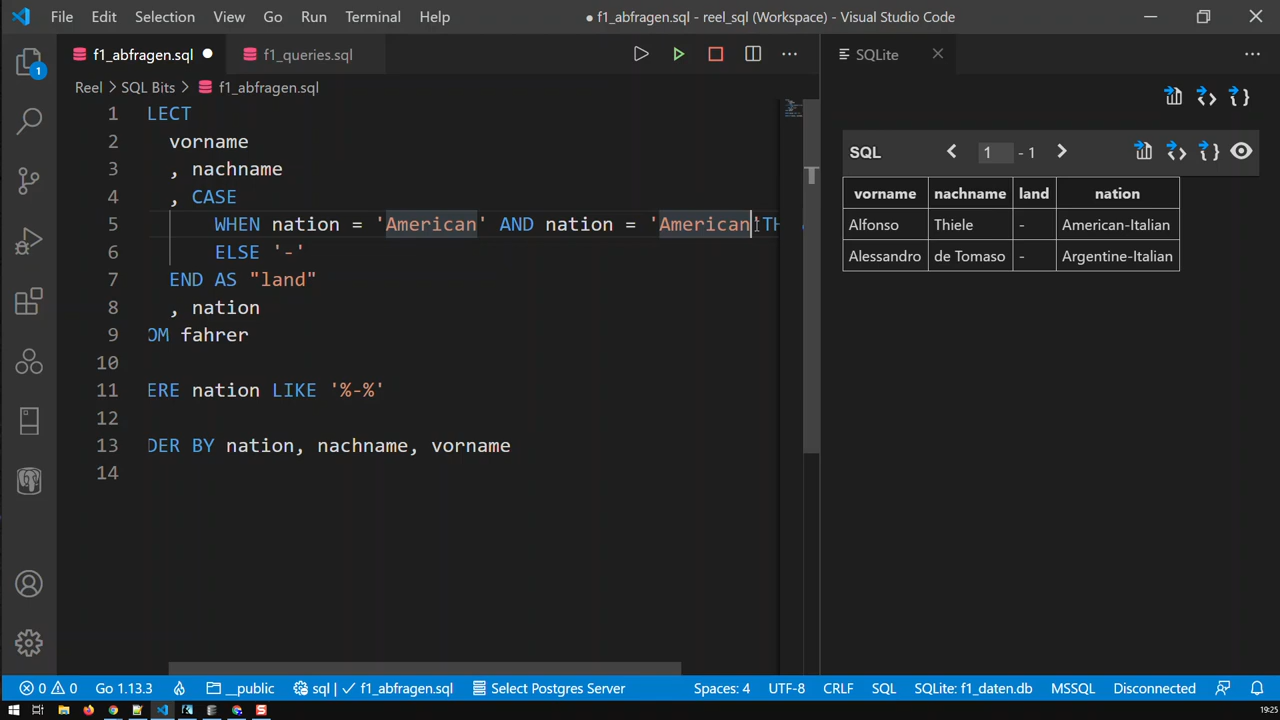 File Edit Selection View Go Run Terminal Help
● f1_abfragen.sql - reel_sql (Workspace) - Visual Studio Code
f1_abfragen.sql
f1_queries.sql
SQLite
1
Reel > SQL Bits > f1_abfragen.sql
1 LECT
2 vorname
3 , nachname
4 , CASE
5 WHEN nation = 'American' AND nation = 'American'TH
6 ELSE '-'
7 END AS "land"
8 , nation
9 OM fahrer
10
11 ERE nation LIKE '%-%'
12
13 DER BY nation, nachname, vorname
14
SQL 1 - 1
vorname nachname land nation
Alfonso Thiele - American-Italian
Alessandro de Tomaso - Argentine-Italian
0 0 Go 1.13.3 __public sql | ✓ f1_abfragen.sql Select Postgres Server Spaces: 4 UTF-8 CRLF SQL SQLite: f1_daten.db MSSQL Disconnected
19:25